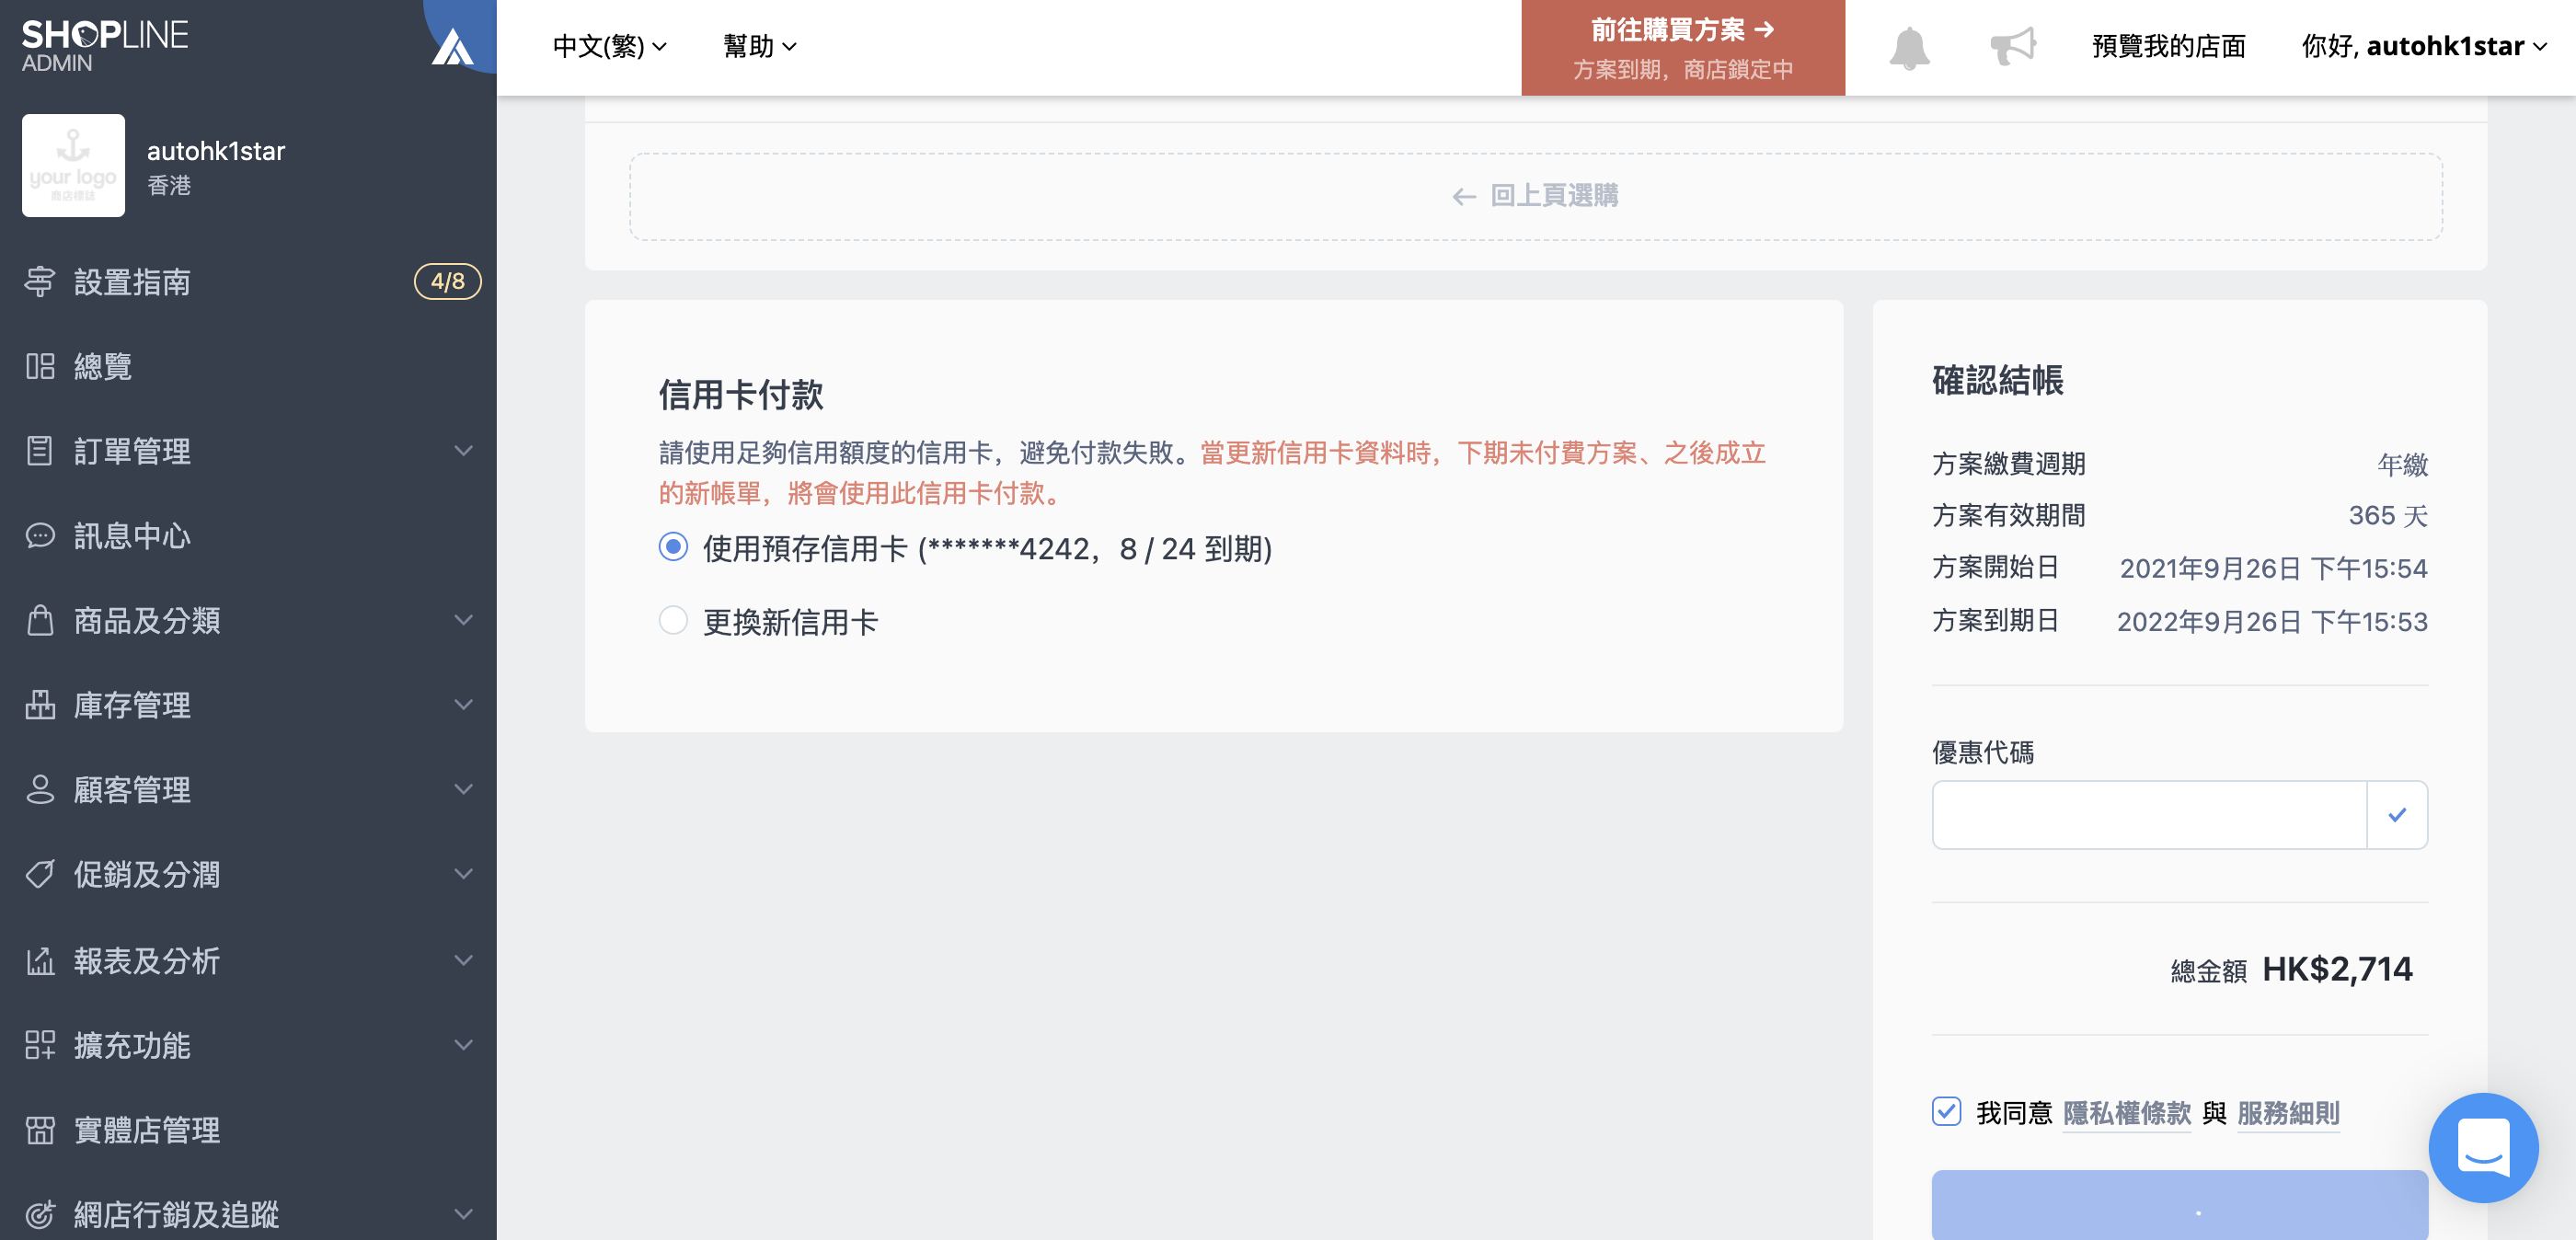 SHOPLINE
ADMIN
中文(繁)
幫助
前往購買方案 →
方案到期，商店鎖定中
預覽我的店面
你好, autohk1star
your logo
商店標誌
autohk1star
香港
設置指南
4/8
總覽
訂單管理
訊息中心
商品及分類
庫存管理
顧客管理
促銷及分潤
報表及分析
擴充功能
實體店管理
網店行銷及追蹤
← 回上頁選購
信用卡付款
請使用足夠信用額度的信用卡，避免付款失敗。當更新信用卡資料時，下期未付費方案、之後成立
的新帳單，將會使用此信用卡付款。
使用預存信用卡 (*******4242，8 / 24 到期)
更換新信用卡
確認結帳
方案繳費週期 年繳
方案有效期間 365 天
方案開始日 2021年9月26日 下午15:54
方案到期日 2022年9月26日 下午15:53
優惠代碼
總金額 HK$2,714
我同意 隱私權條款 與 服務細則